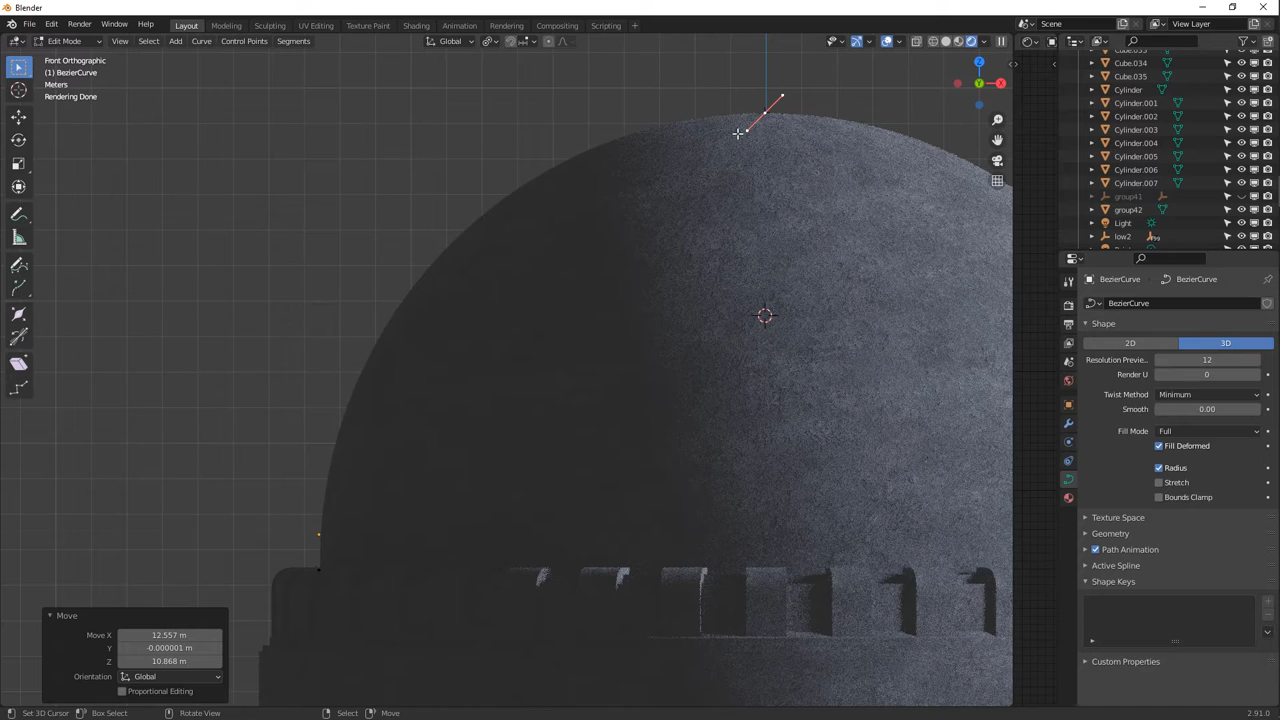 Blender
File Edit Render Window Help Layout Modeling Sculpting UV Editing Texture Paint Shading Animation Rendering Compositing Scripting + Scene View Layer
Edit Mode View Select Add Curve Control Points Segments Global
Front Orthographic
(1) BezierCurve
Meters
Rendering Done
Z
X
Y
Cube.034
Cube.035
Cylinder
Cylinder.001
Cylinder.002
Cylinder.003
Cylinder.004
Cylinder.005
Cylinder.006
Cylinder.007
group41
group42
Light
low2
BezierCurve BezierCurve
BezierCurve
Shape
2D 3D
Resolution Previe... 12
Render U 0
Twist Method Minimum
Smooth 0.00
Fill Mode Full
Fill Deformed
Radius
Stretch
Bounds Clamp
Texture Space
Geometry
Path Animation
Active Spline
Shape Keys
Custom Properties
Move
Move X 12.557 m
Y -0.000001 m
Z 10.868 m
Orientation Global
Proportional Editing
Set 3D Cursor Box Select Rotate View Select Move 2.91.0